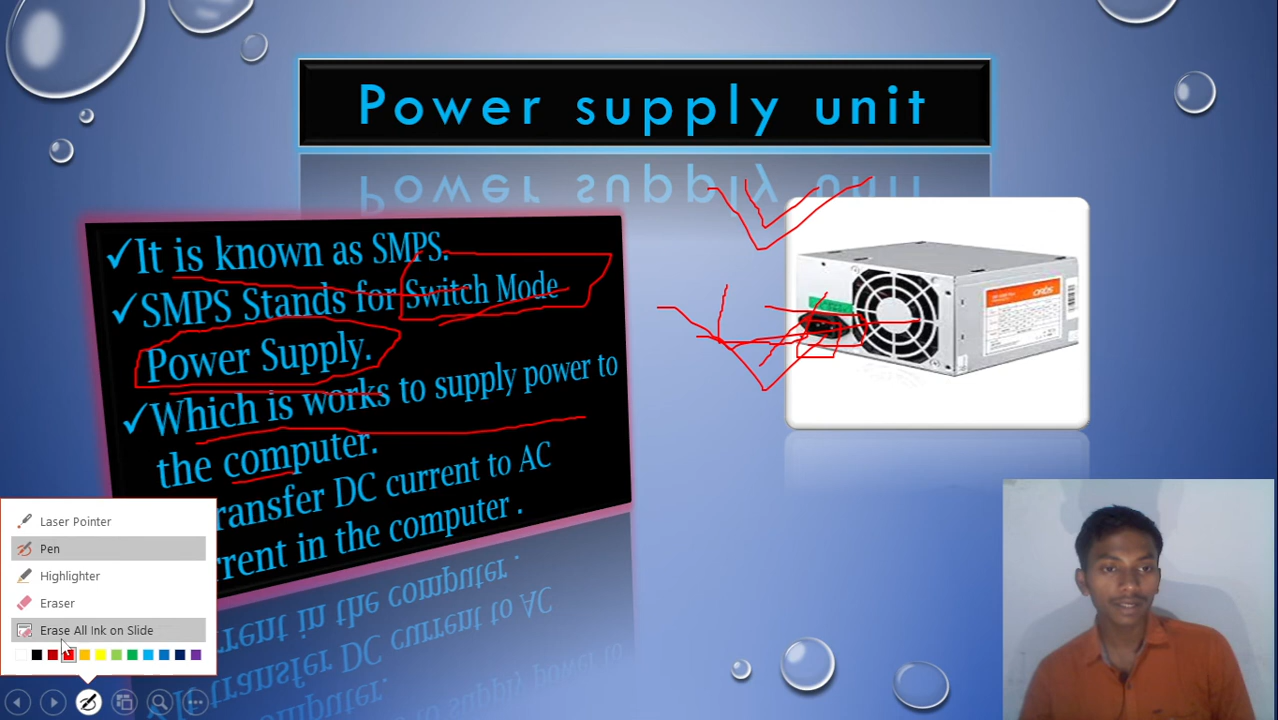 Power supply unit
✓It is known as SMPS.
✓SMPS Stands for Switch Mode
Power Supply.
✓Which is works to supply power to
the computer.
ransfer DC current to AC
rrent in the computer .
Laser Pointer
Pen
Highlighter
Eraser
Erase All Ink on Slide